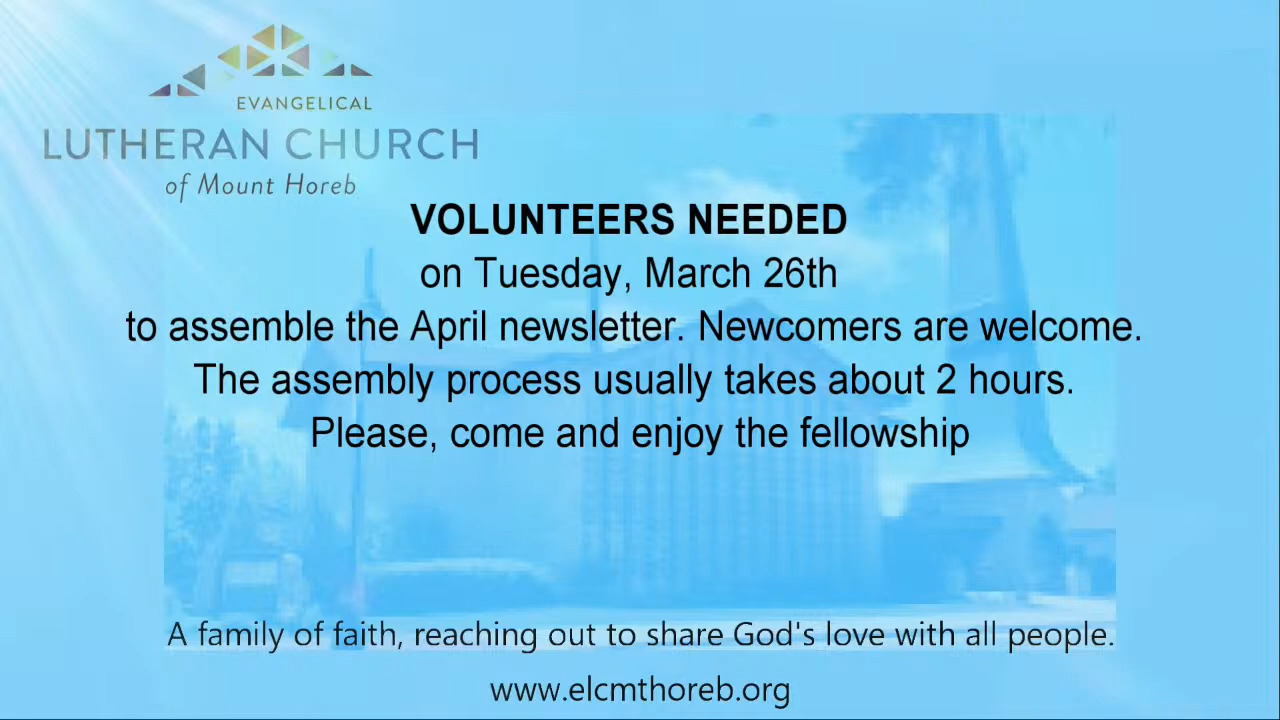 EVANGELICAL
LUTHERAN CHURCH
of Mount Horeb
VOLUNTEERS NEEDED
on Tuesday, March 26th
to assemble the April newsletter. Newcomers are welcome.
The assembly process usually takes about 2 hours.
Please, come and enjoy the fellowship
A family of faith, reaching out to share God's love with all people.
www.elcmthoreb.org